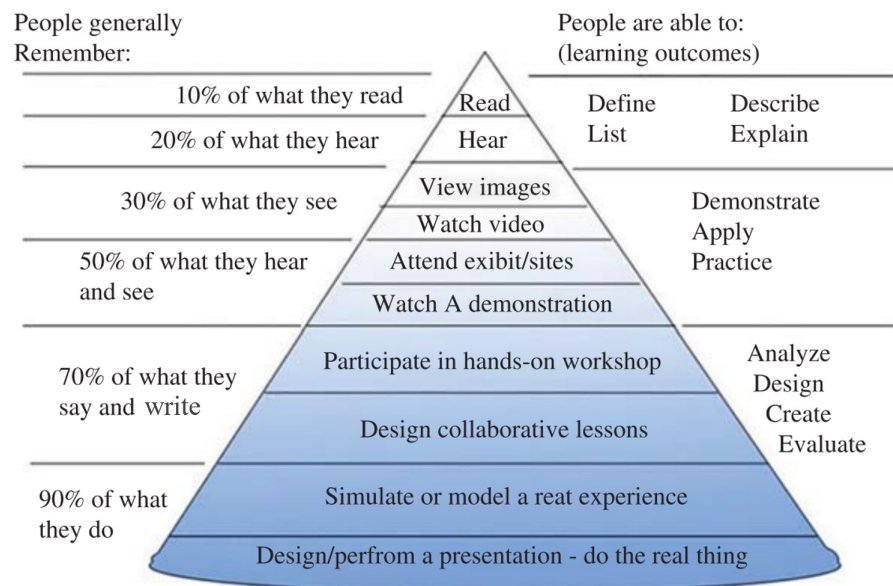 People generally
Remember:
People are able to:
(learning outcomes)
10% of what they read
Read
Define
Describe
20% of what they hear
Hear
List
Explain
30% of what they see
View images
Watch video
Demonstrate
Apply
Practice
50% of what they hear
and see
Attend exibit/sites
Watch A demonstration
70% of what they
say and write
Participate in hands-on workshop
Design collaborative lessons
Analyze
Design
Create
Evaluate
90% of what
they do
Simulate or model a reat experience
Design/perfrom a presentation - do the real thing